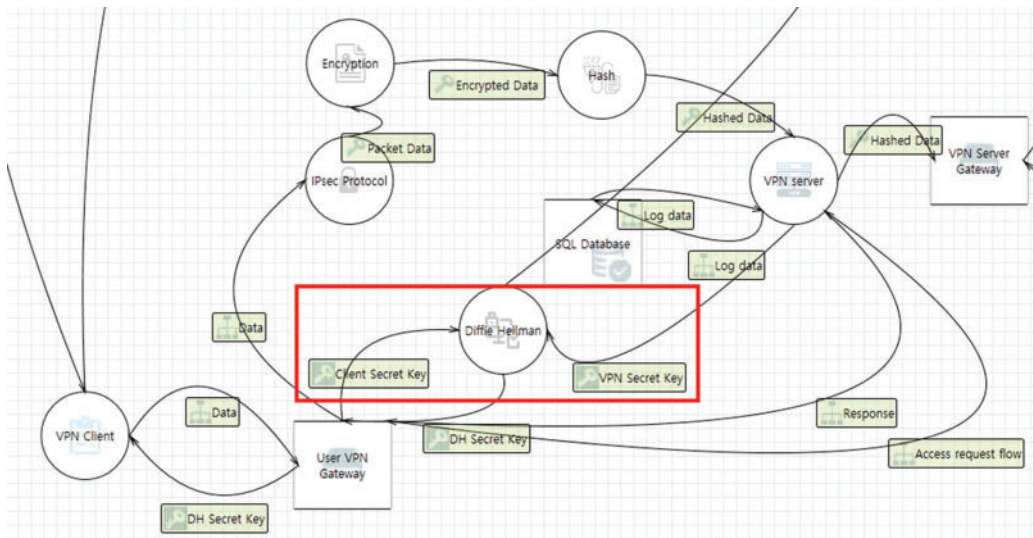 Encryption
Encrypted Data
Hash
Hashed Data
Hashed Data
Packet Data
IPsec Protocol
VPN server
VPN Server
Gateway
Log data
SQL Database
Log data
Data
Diffie Hellman
Client Secret Key
VPN Secret Key
Data
Response
VPN Client
DH Secret Key
User VPN
Gateway
Access request flow
DH Secret Key